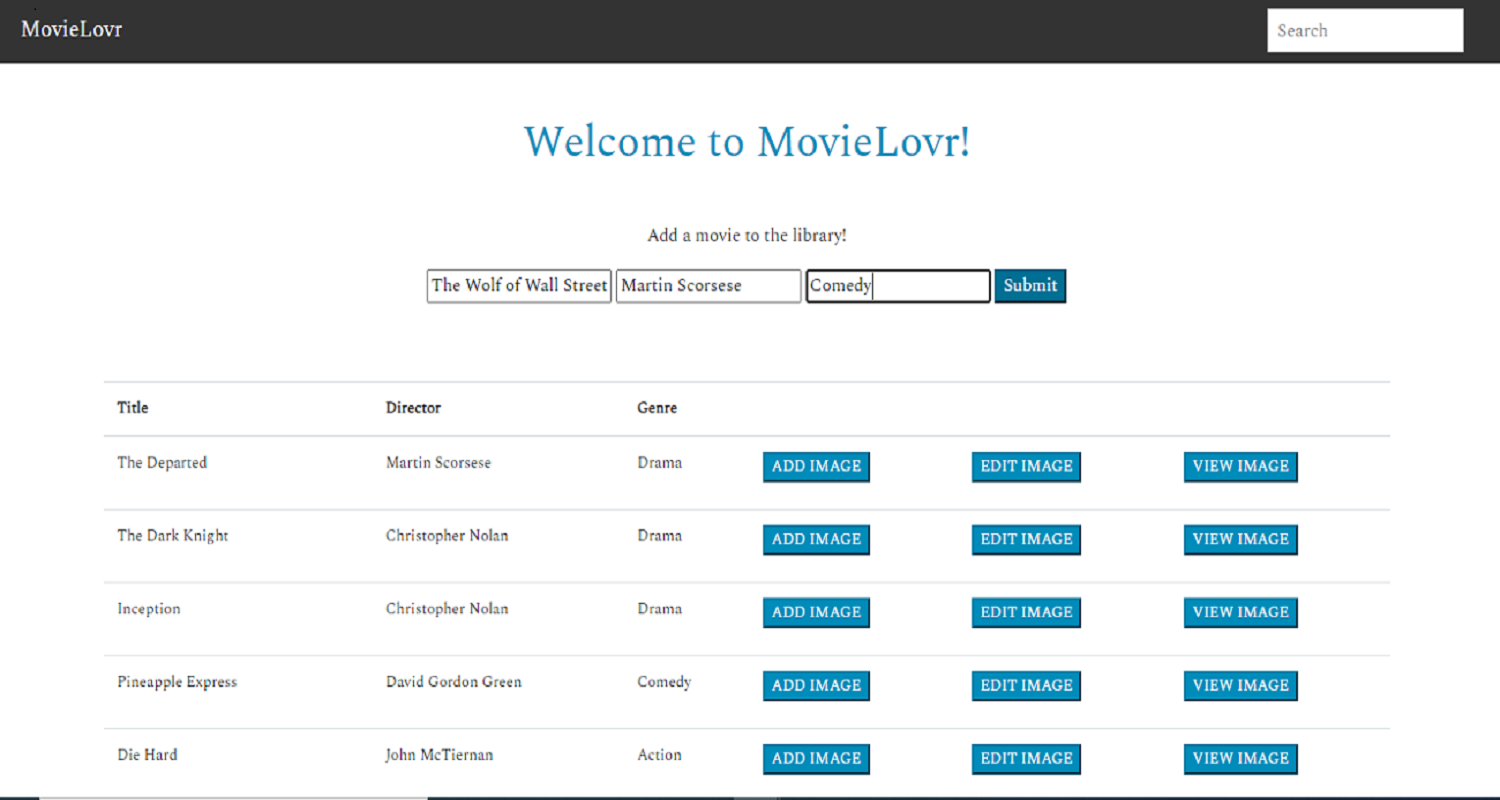 MovieLovr Search
Welcome to MovieLovr!
Add a movie to the library!
The Wolf of Wall Street Martin Scorsese Comedy Submit
Title Director Genre
The Departed Martin Scorsese Drama ADD IMAGE EDIT IMAGE VIEW IMAGE
The Dark Knight Christopher Nolan Drama ADD IMAGE EDIT IMAGE VIEW IMAGE
Inception Christopher Nolan Drama ADD IMAGE EDIT IMAGE VIEW IMAGE
Pineapple Express David Gordon Green Comedy ADD IMAGE EDIT IMAGE VIEW IMAGE
Die Hard John McTiernan Action ADD IMAGE EDIT IMAGE VIEW IMAGE